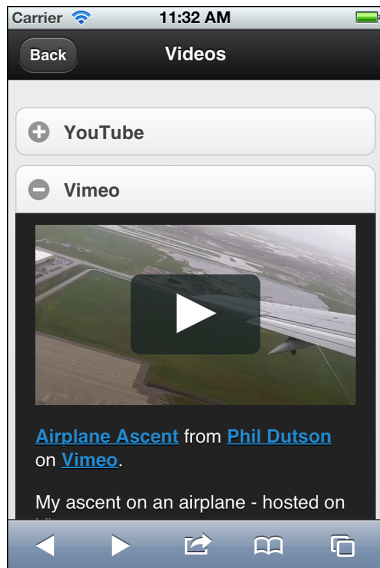 Carrier 11:32 AM
Back Videos
YouTube
Vimeo
Airplane Ascent from Phil Dutson
on Vimeo.
My ascent on an airplane - hosted on